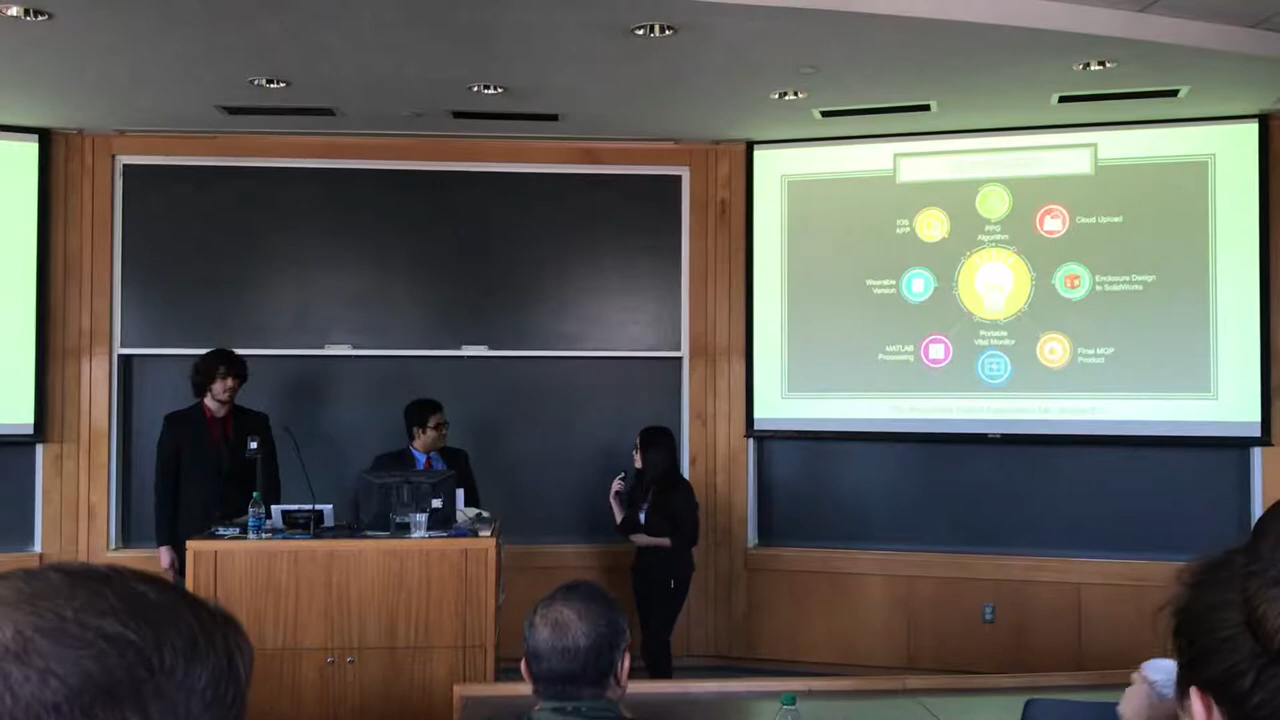 IOS
APP
PPG
Algorithm
Cloud Upload
Wearable
Version
Enclosure Design
In SolidWorks
MATLAB
Processing
Portable
Vital Monitor
Final MQP
Product